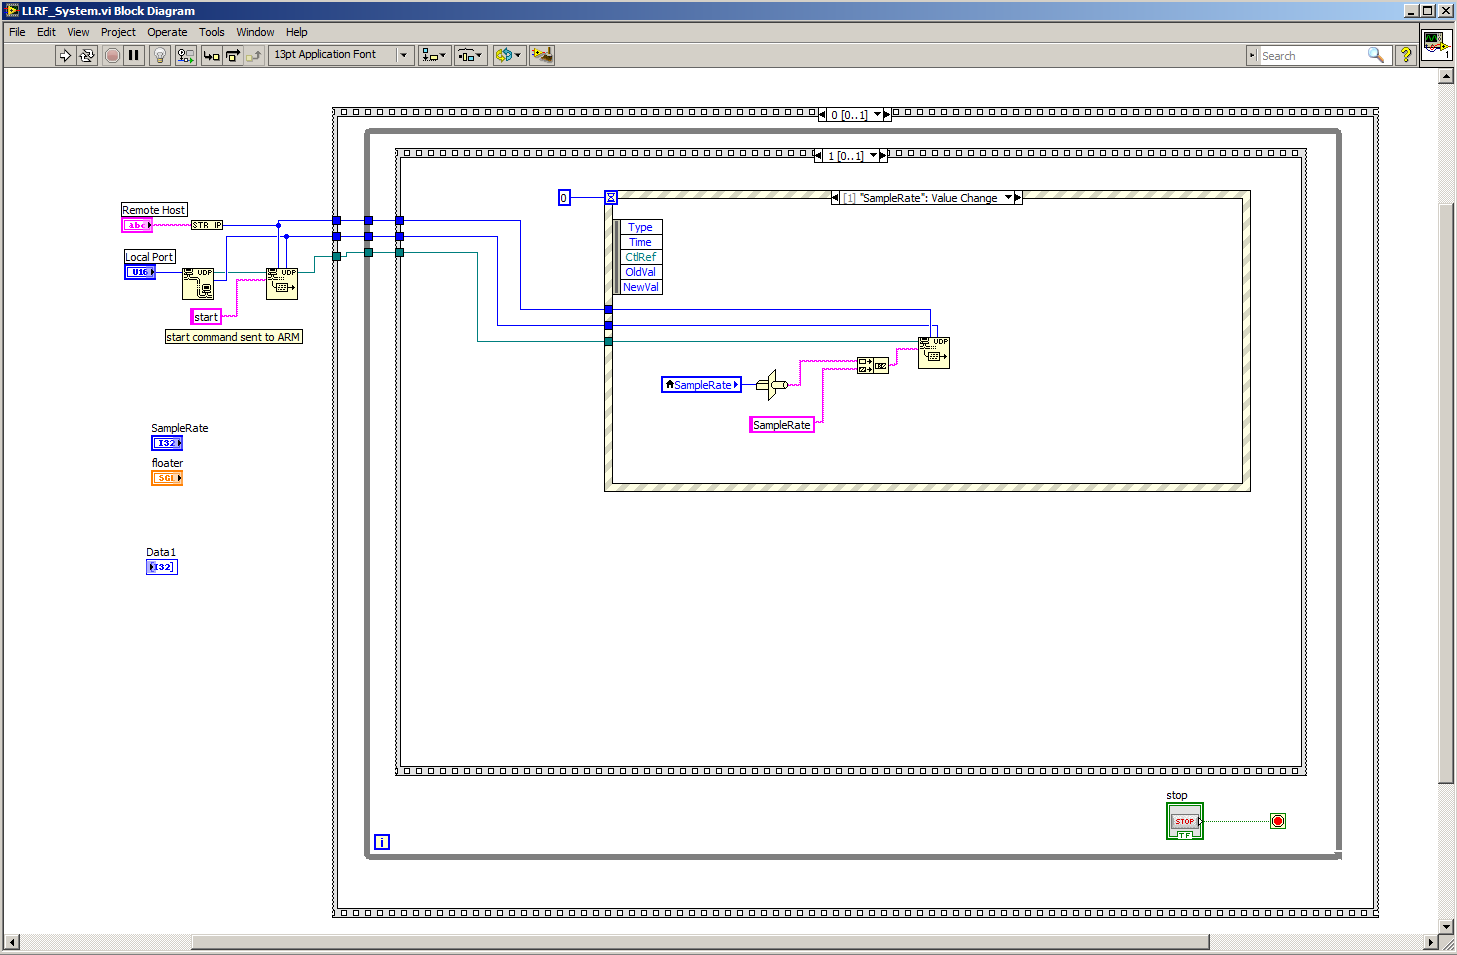 LLRF_System.vi Block Diagram
File Edit View Project Operate Tools Window Help
13pt Application Font
Search
?
1
0 [0..1]
1 [0..1]
0
[1] "SampleRate": Value Change
Remote Host
abc
STR IP
Type
Time
CtlRef
OldVal
NewVal
Local Port
U16
UDP
UDP
start
start command sent to ARM
UDP
SampleRate
SampleRate
SampleRate
I32
floater
SGL
Data1
I32]
stop
STOP
TF
i